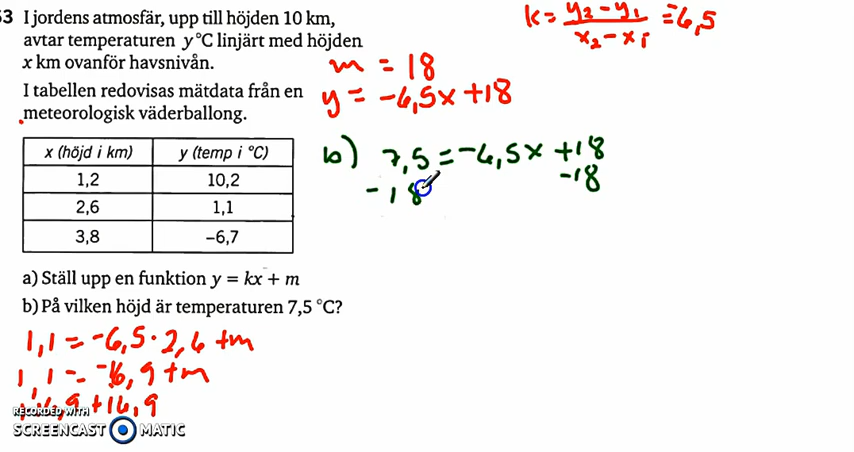 53 I jordens atmosfär, upp till höjden 10 km,
avtar temperaturen y °C linjärt med höjden
x km ovanför havsnivån.
I tabellen redovisas mätdata från en
meteorologisk väderballong.
x (höjd i km) y (temp i °C)
1,2 10,2
2,6 1,1
3,8 −6,7
a) Ställ upp en funktion y = kx + m
b) På vilken höjd är temperaturen 7,5 °C?
k = y2 − y1 / x2 − x1 = −6,5
m = 18
y = −6,5x + 18
b) 7,5 = −6,5x + 18
−18 −18
1,1 = −6,5 · 2,6 + m
1,1 = −16,9 + m
+16,9
RECORDED WITH
SCREENCAST MATIC